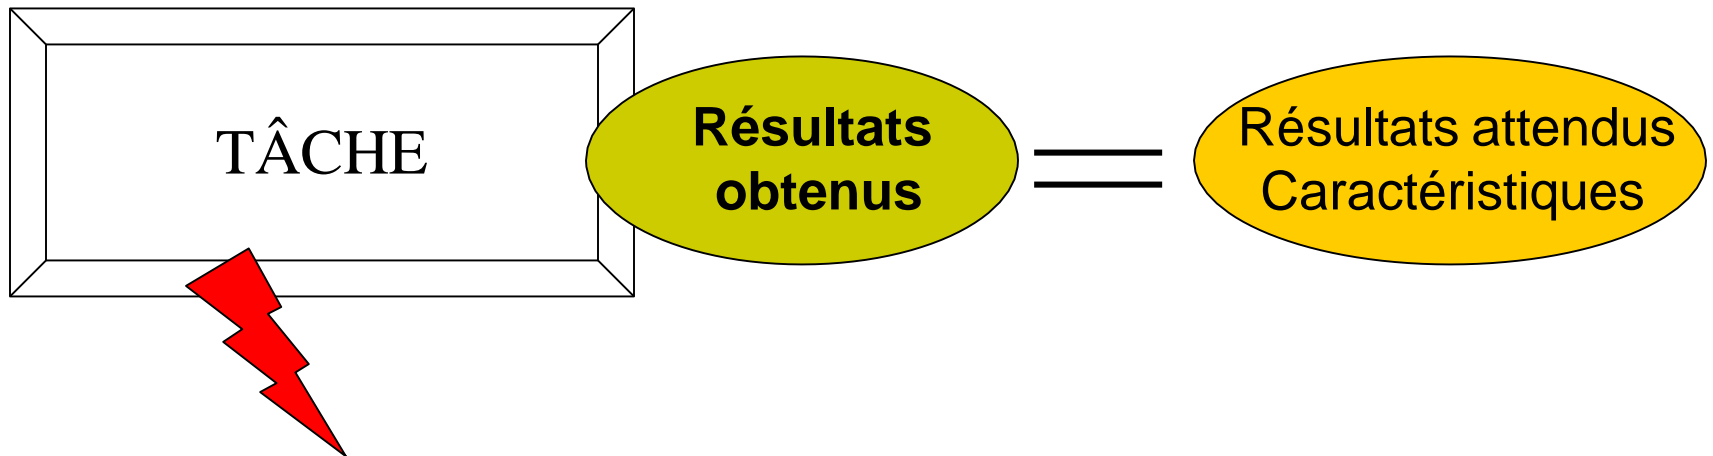 TÂCHE
Résultats
obtenus
Résultats attendus
Caractéristiques